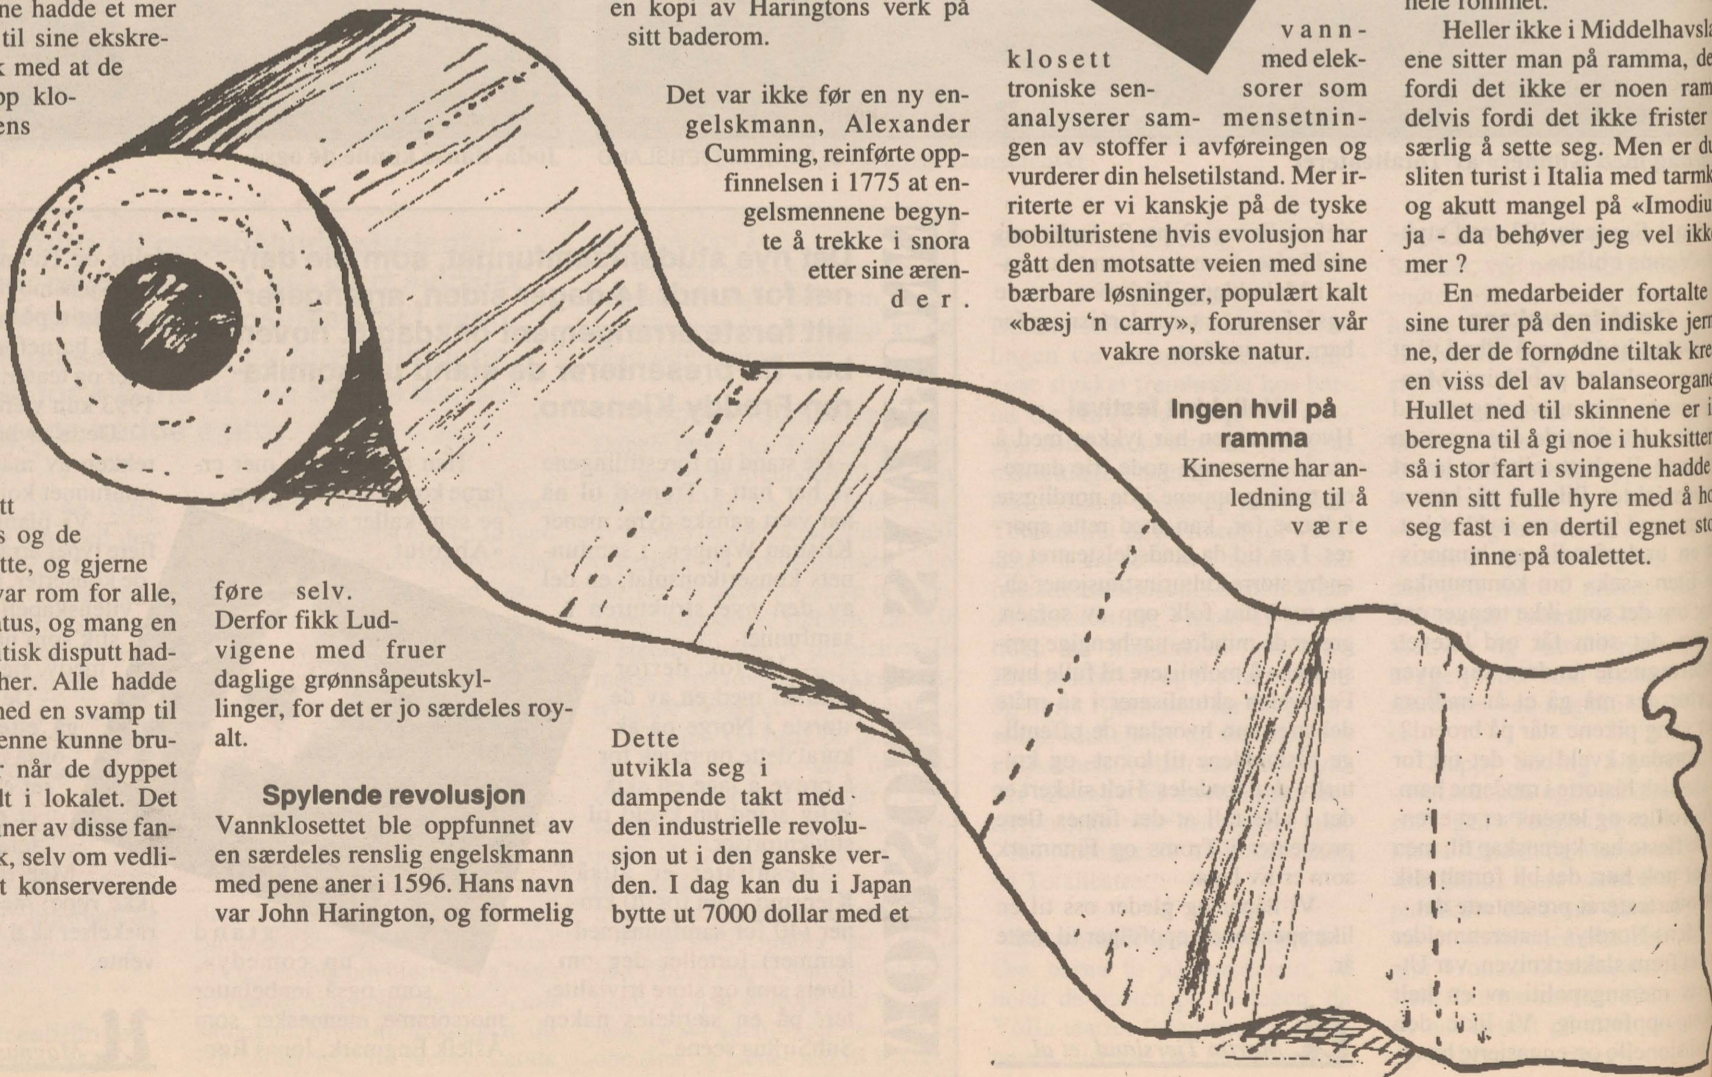 ne hadde et mer
til sine ekskre-
k med at de
op klo-
ens
tt
s og de
tte, og gjerne
var rom for alle,
atus, og mang en
itisk disputt had-
her. Alle hadde
ned en svamp til
enne kunne bru-
r når de dyppet
lt i lokalet. Det
iner av disse fan-
k, selv om vedli-
t konserverende
føre selv.
Derfor fikk Lud-
vigene med fruer
daglige grønnsåpeutskyl-
linger, for det er jo særdeles roy-
alt.
Spylende revolusjon
Vannklosettet ble oppfunnet av
en særdeles renslig engelskmann
med pene aner i 1596. Hans navn
var John Harington, og formelig
en kopi av Haringtons verk på
sitt baderom.
Det var ikke før en ny en-
gelskmann, Alexander
Cumming, reinførte opp-
finnelsen i 1775 at en-
gelsmennene begyn-
te å trekke i snora
etter sine æren-
der.
Dette
utvikla seg i
dampende takt med
den industrielle revolu-
sjon ut i den ganske ver-
den. I dag kan du i Japan
bytte ut 7000 dollar med et
vann-
klosett med elek-
troniske sen- sorer som
analyserer sam- mensetnin-
gen av stoffer i avføreingen og
vurderer din helsetilstand. Mer ir-
riterte er vi kanskje på de tyske
bobilturistene hvis evolusjon har
gått den motsatte veien med sine
bærbare løsninger, populært kalt
«bæsj ‘n carry», forurenser vår
vakre norske natur.
Ingen hvil på
ramma
Kineserne har an-
ledning til å
være
hele rommet.
Heller ikke i Middelhavsla
ene sitter man på ramma, de
fordi det ikke er noen ram
delvis fordi det ikke frister
særlig å sette seg. Men er du
sliten turist i Italia med tarmk
og akutt mangel på «Imodiu
ja - da behøver jeg vel ikk
mer ?
En medarbeider fortalte
sine turer på den indiske jern
ne, der de fornødne tiltak kre
en viss del av balanseorgane
Hullet ned til skinnene er i
beregna til å gi noe i huksitter
så i stor fart i svingene hadde
venn sitt fulle hyre med å ho
seg fast i en dertil egnet sto
inne på toalettet.